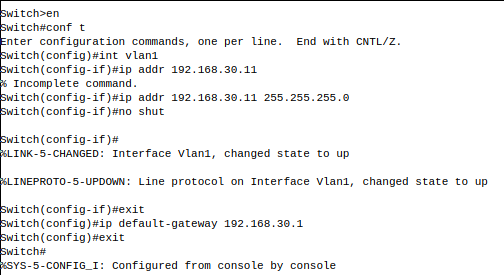 Switch>en
Switch#conf t
Enter configuration commands, one per line.  End with CNTL/Z.
Switch(config)#int vlan1
Switch(config-if)#ip addr 192.168.30.11
% Incomplete command.
Switch(config-if)#ip addr 192.168.30.11 255.255.255.0
Switch(config-if)#no shut
Switch(config-if)#
%LINK-5-CHANGED: Interface Vlan1, changed state to up
%LINEPROTO-5-UPDOWN: Line protocol on Interface Vlan1, changed state to up
Switch(config-if)#exit
Switch(config)#ip default-gateway 192.168.30.1
Switch(config)#exit
Switch#
%SYS-5-CONFIG_I: Configured from console by console